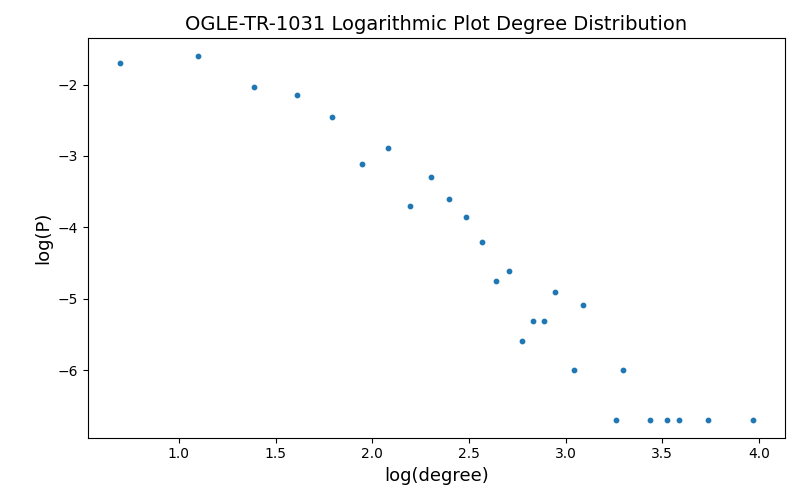 OGLE-TR-1031 Logarithmic Plot Degree Distribution
log(P)
−2
−3
−4
−5
−6
1.0 1.5 2.0 2.5 3.0 3.5 4.0
log(degree)